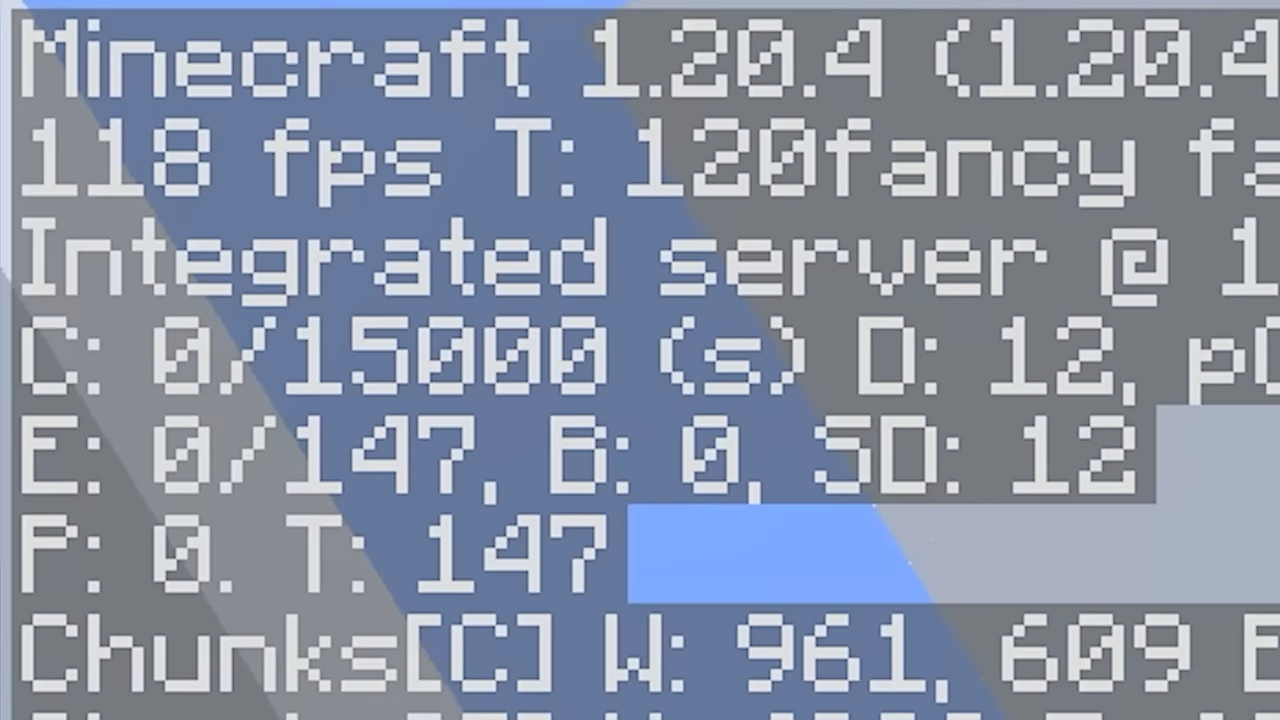 Minecraft 1.20.4 (1.20.4
118 fps T: 120fancy fa
Integrated server @ 1
C: 0/15000 (s) D: 12, pC
E: 0/147, B: 0, SD: 12
P: 0. T: 147
Chunks[C] W: 961, 609 E